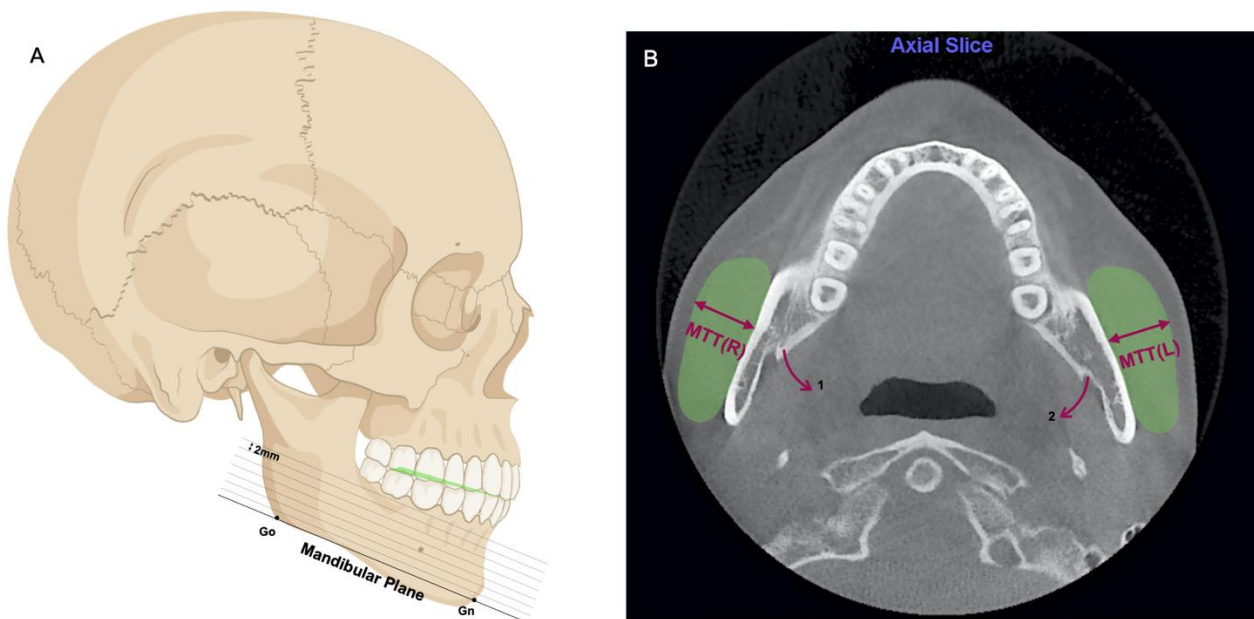 A
2mm
Go
Mandibular Plane
Gn
B
Axial Slice
MTT(R)
MTT(L)
1
2